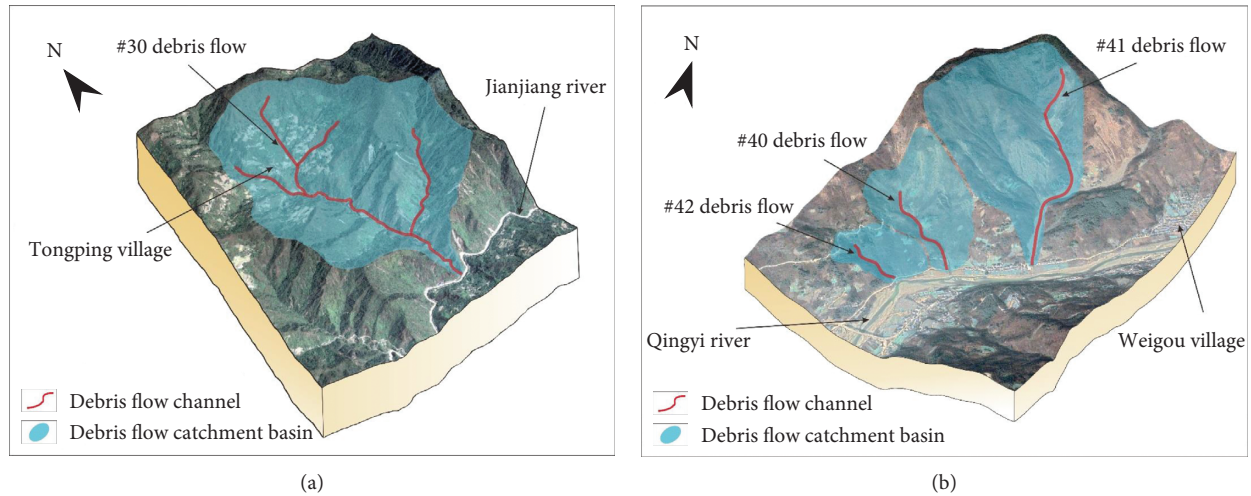 N
#30 debris flow
Jianjiang river
Tongping village
Debris flow channel
Debris flow catchment basin
(a)
N
#41 debris flow
#40 debris flow
#42 debris flow
Qingyi river
Weigou village
Debris flow channel
Debris flow catchment basin
(b)